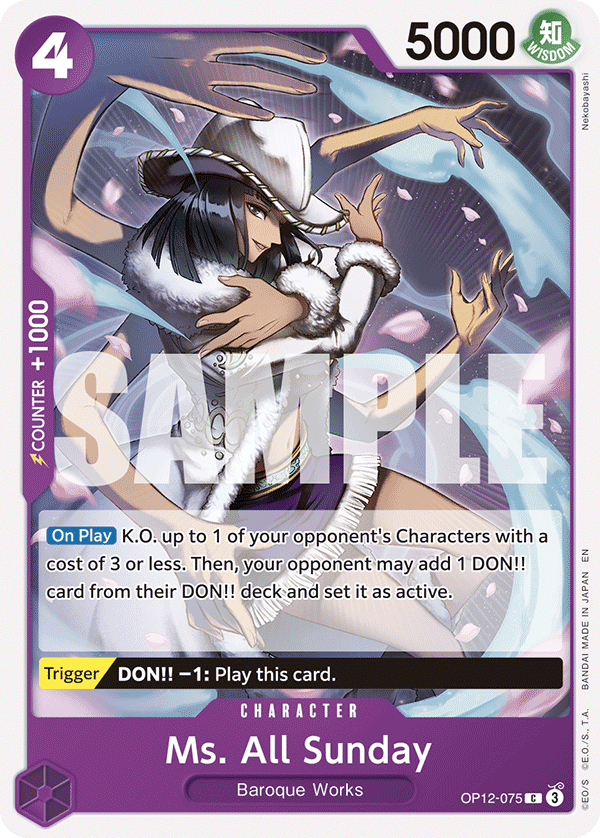 4
5000
知
WISDOM
Nekobayashi
COUNTER +1000
SAMPLE
On Play K.O. up to 1 of your opponent's Characters with a
cost of 3 or less. Then, your opponent may add 1 DON!!
card from their DON!! deck and set it as active.
Trigger DON!! −1: Play this card.
CHARACTER
Ms. All Sunday
Baroque Works
OP12-075 C 3
©EO/S ©E.O./S., T.A. BANDAI MADE IN JAPAN EN